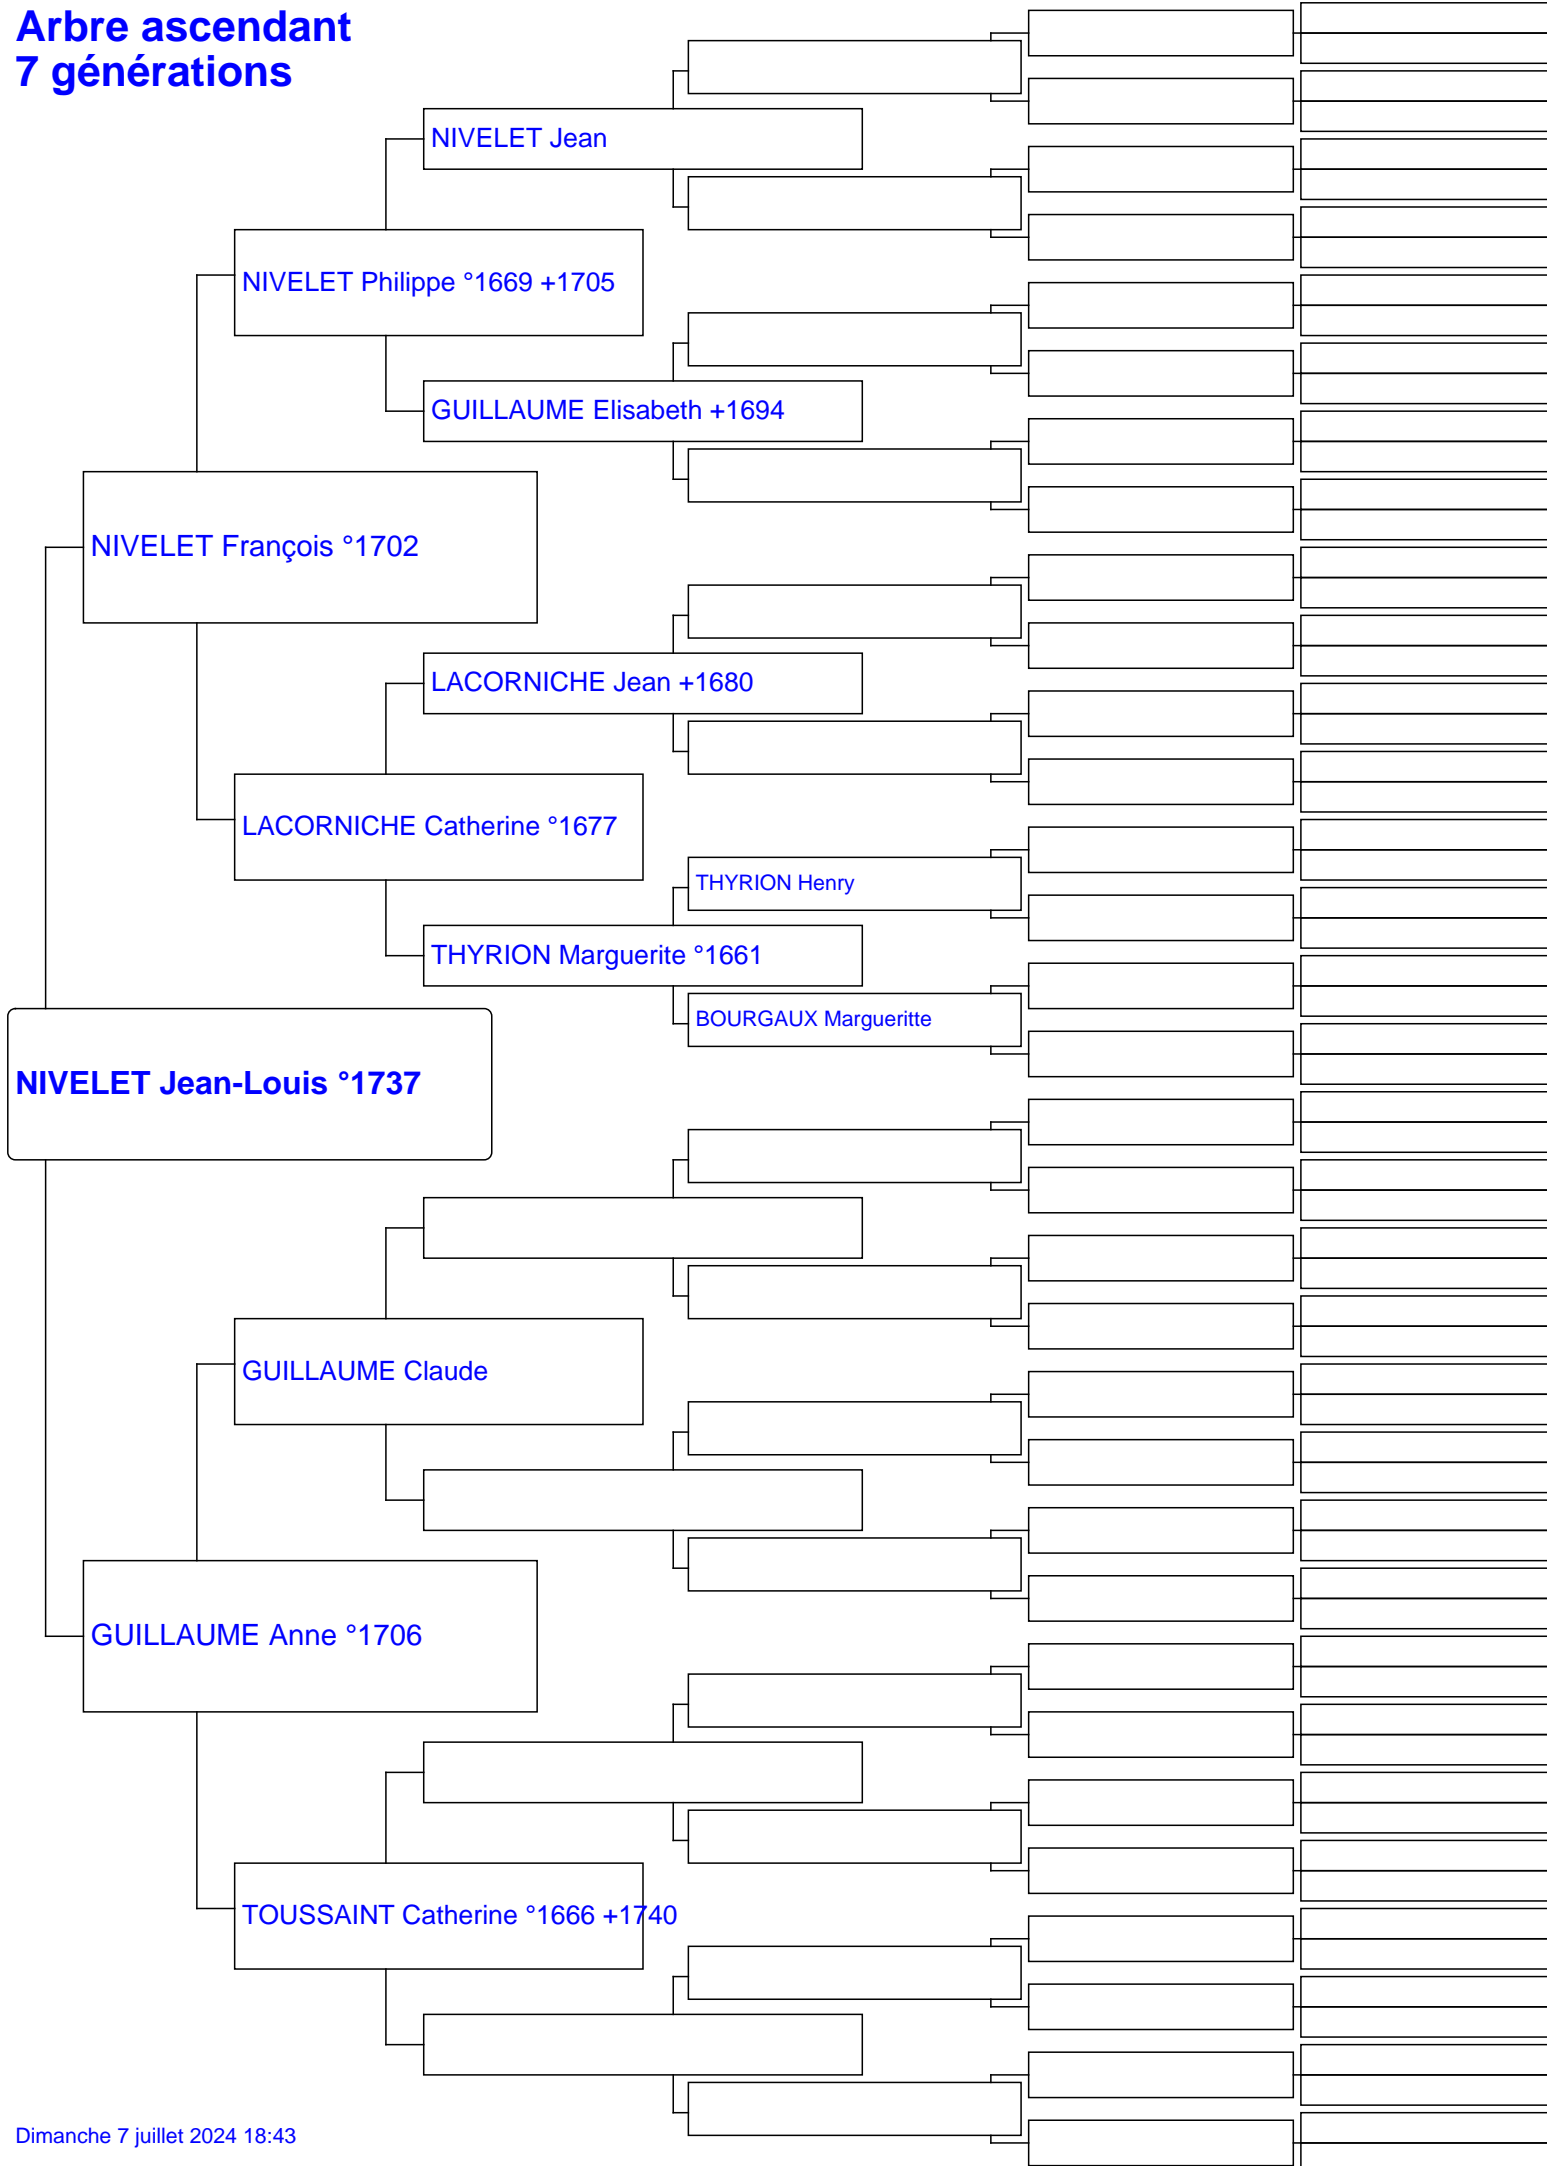 Arbre ascendant
7 générations
NIVELET Jean
NIVELET Philippe °1669 +1705
GUILLAUME Elisabeth +1694
NIVELET François °1702
LACORNICHE Jean +1680
LACORNICHE Catherine °1677
THYRION Henry
THYRION Marguerite °1661
BOURGAUX Margueritte
NIVELET Jean-Louis °1737
GUILLAUME Claude
GUILLAUME Anne °1706
TOUSSAINT Catherine °1666 +1740
Dimanche 7 juillet 2024 18:43